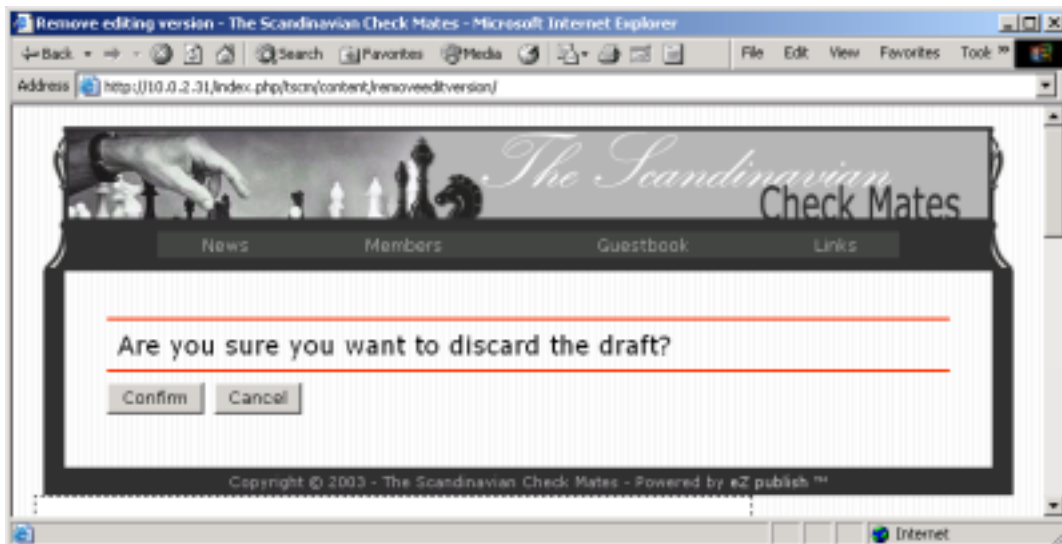 Remove editing version - The Scandinavian Check Mates - Microsoft Internet Explorer
Back Search Favorites Media File Edit View Favorites Tools »
Address http://10.0.2.31/index.php/tscm/content/removeeditversion/
The Scandinavian
Check Mates
News Members Guestbook Links
Are you sure you want to discard the draft?
Confirm Cancel
Copyright © 2003 - The Scandinavian Check Mates - Powered by eZ publish ™
Internet